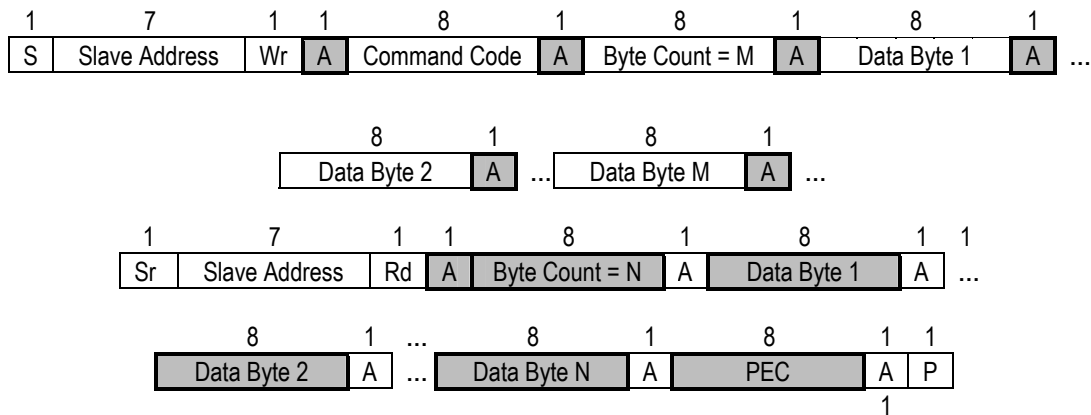 1 7 1 1 8 1 8 1 8 1
S Slave Address Wr A Command Code A Byte Count = M A Data Byte 1 A ...
8 1 8 1
Data Byte 2 A ... Data Byte M A ...
1 7 1 1 8 1 8 1 1
Sr Slave Address Rd A Byte Count = N A Data Byte 1 A ...
8 1 ... 8 1 8 1 1
Data Byte 2 A ... Data Byte N A PEC A P
1